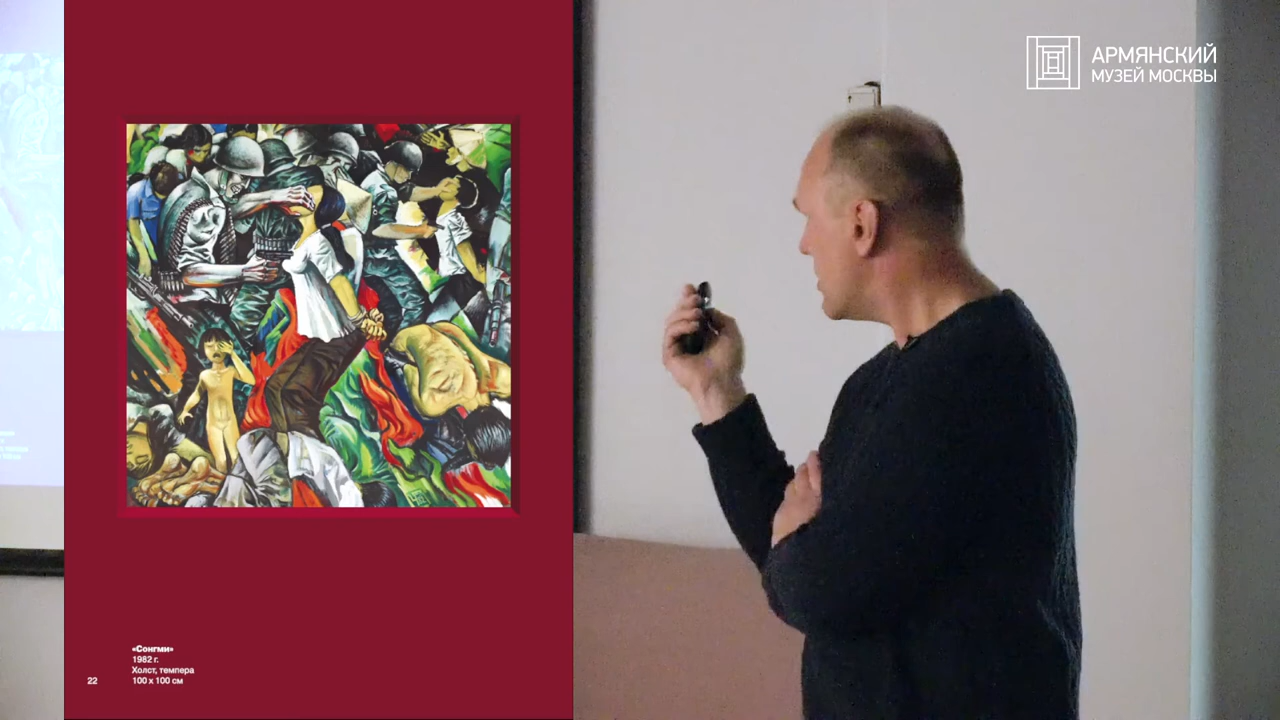 АРМЯНСКИЙ
МУЗЕЙ МОСКВЫ
«Сонгми»
1982 г.
Холст, темпера
22
100 х 100 см